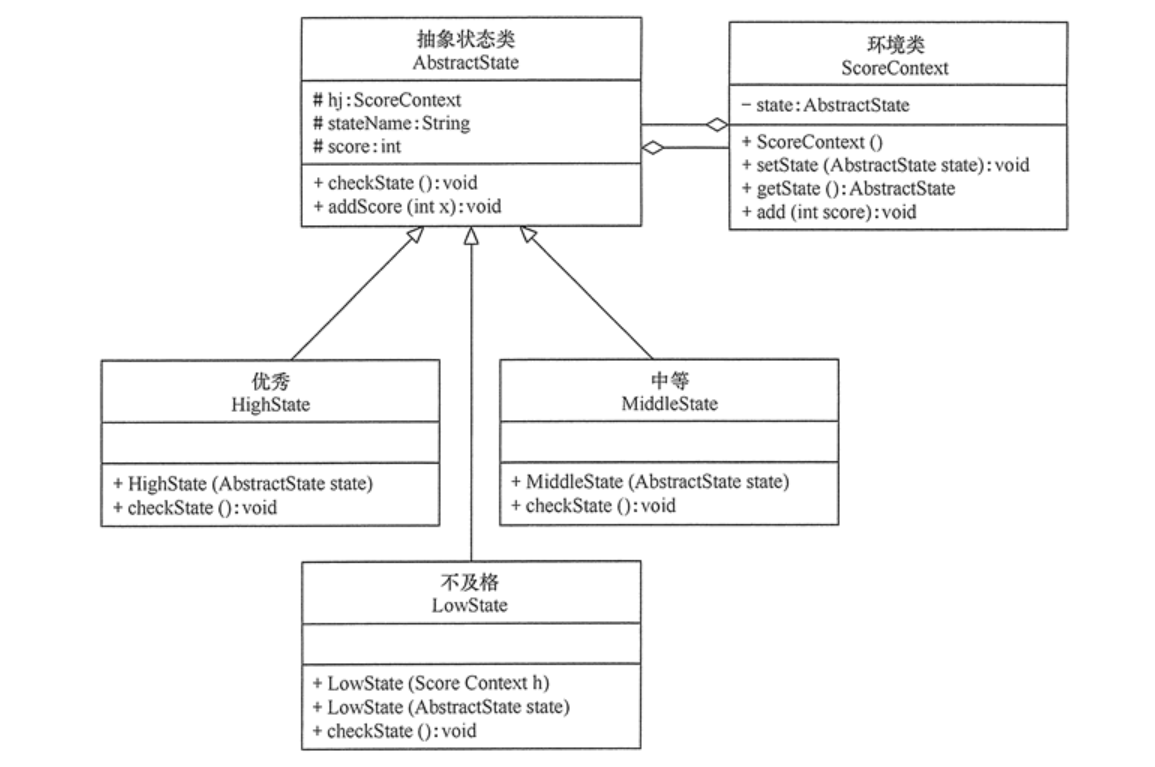 抽象状态类
AbstractState
# hj:ScoreContext
# stateName:String
# score:int
+ checkState ():void
+ addScore (int x):void
环境类
ScoreContext
− state:AbstractState
+ ScoreContext ()
+ setState (AbstractState state):void
+ getState ():AbstractState
+ add (int score):void
优秀
HighState
+ HighState (AbstractState state)
+ checkState ():void
中等
MiddleState
+ MiddleState (AbstractState state)
+ checkState ():void
不及格
LowState
+ LowState (Score Context h)
+ LowState (AbstractState state)
+ checkState ():void